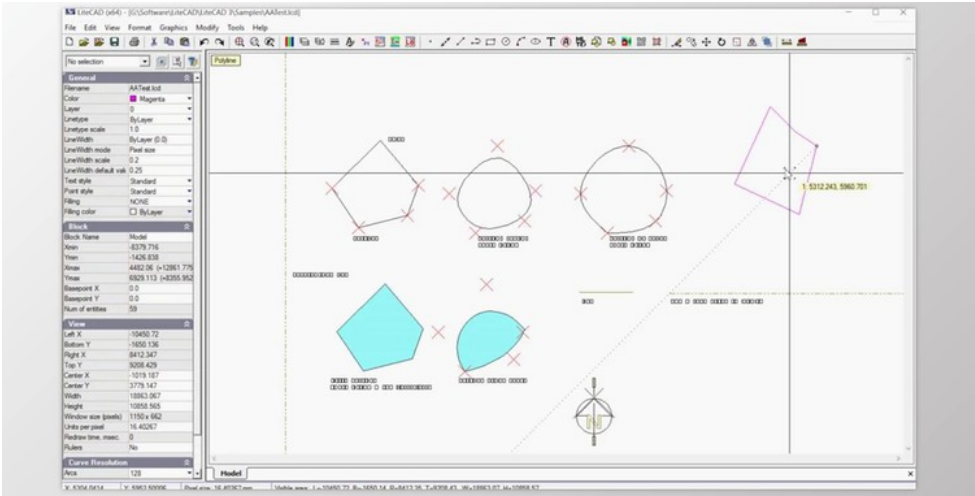 LiteCAD (x64) - [G:\Software\LiteCAD\LiteCAD 7\Samples\AATest.lcd]
File Edit View Format Graphics Modify Tools Help
No selection
Polyline
General
Filename AATest.lcd
Color Magenta
Layer 0
Linetype ByLayer
Linetype scale 1.0
LineWidth ByLayer (0.0)
LineWidth mode Pixel size
LineWidth scale 0.2
LineWidth default val 0.25
Text style Standard
Point style Standard
Filling NONE
Filling color ByLayer
Block
Block Name Model
Xmin -8379.716
Ymin -1426.838
Xmax 4482.06 (+12861.775
Ymax 6929.113 (+8355.952
Basepoint X 0.0
Basepoint Y 0.0
Num of entities 59
View
Left X -10450.72
Bottom Y -1650.136
Right X 8412.347
Top Y 9208.429
Center X -1019.187
Center Y 3779.147
Width 18863.067
Height 10858.565
Window size (pixels) 1150 x 662
Units per pixel 16.40267
Redraw time, msec. 0
Rulers No
Curve Resolution
Arcs 128
1, 5312.243, 5960.701
N
Model